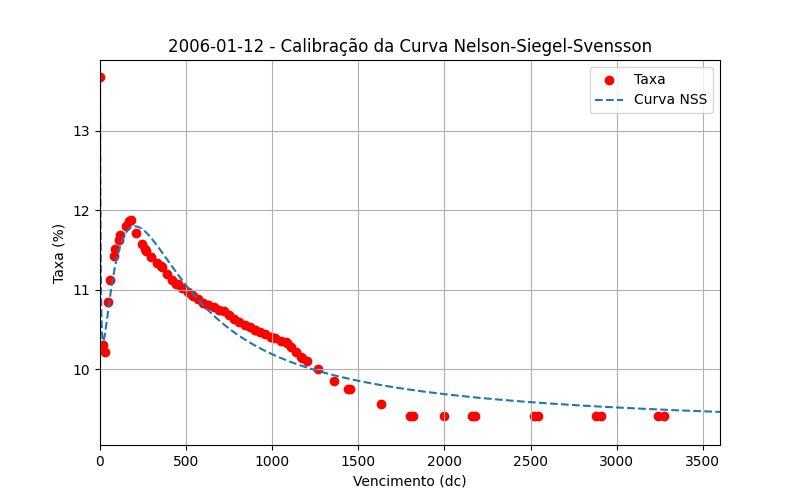 2006-01-12 - Calibração da Curva Nelson-Siegel-Svensson
Taxa
Curva NSS
13
12
11
10
Taxa (%)
0 500 1000 1500 2000 2500 3000 3500
Vencimento (dc)